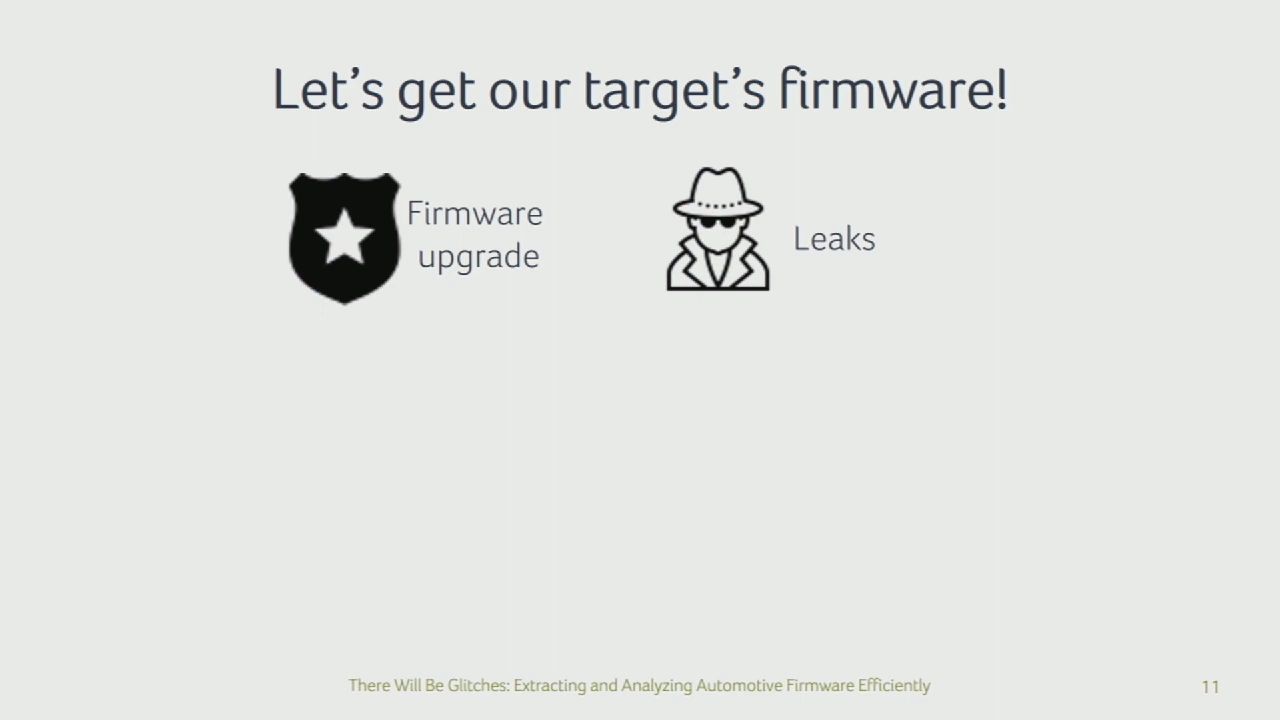 Let’s get our target’s firmware!
Firmware
upgrade
Leaks
There Will Be Glitches: Extracting and Analyzing Automotive Firmware Efficiently
11